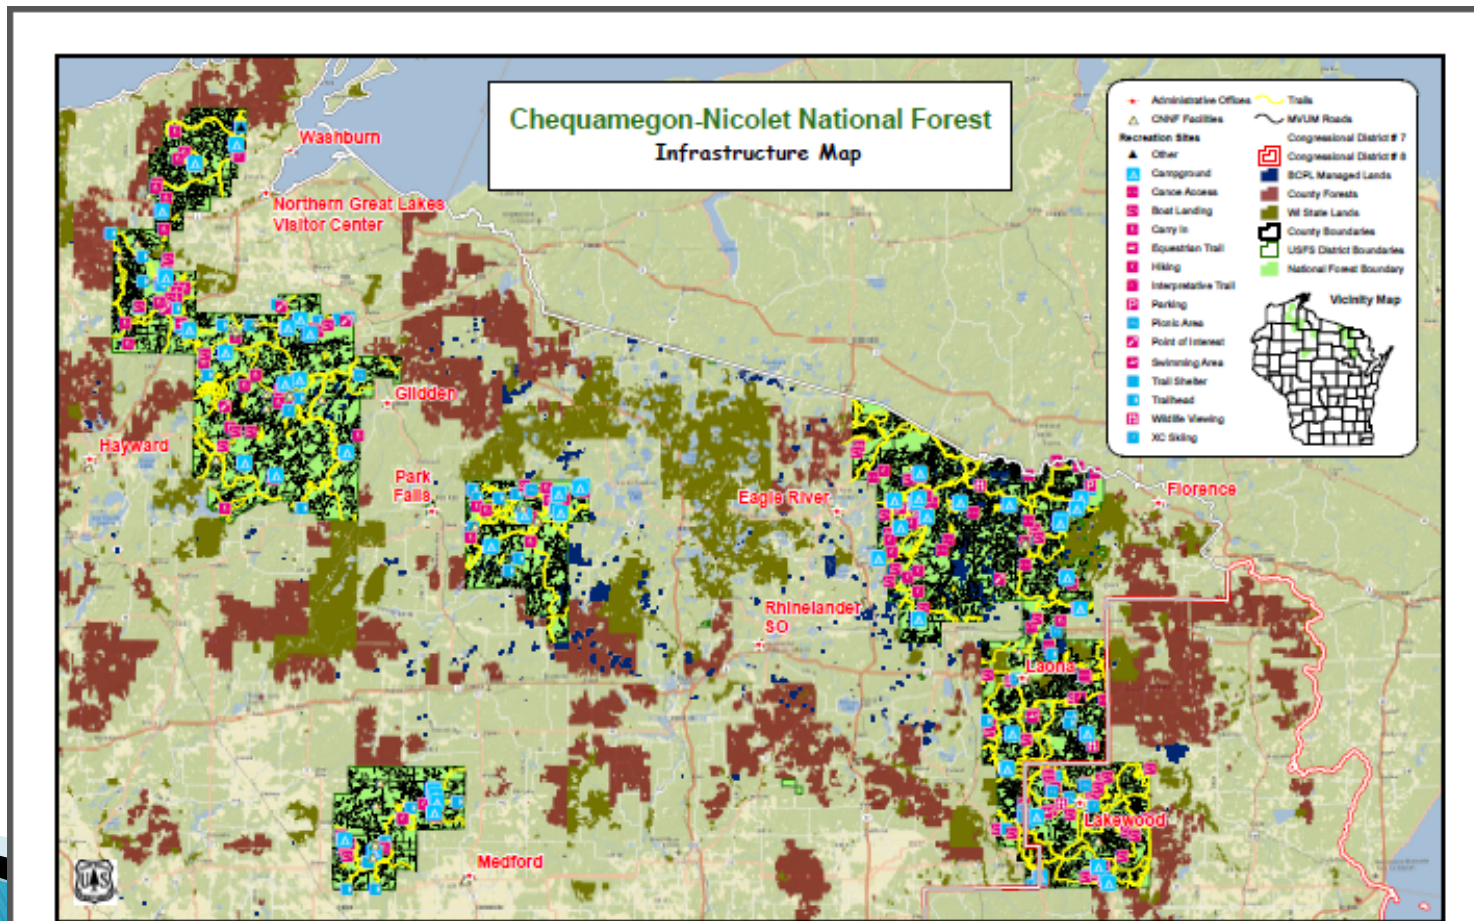 Chequamegon-Nicolet National Forest
Infrastructure Map
Administrative Offices
CNNF Facilities
Recreation Sites
Other
Campground
Canoe Access
Boat Landing
Carry In
Equestrian Trail
Hiking
Interpretative Trail
Parking
Picnic Area
Point of Interest
Swimming Area
Trail Shelter
Trailhead
Wildlife Viewing
XC Skiing
Trails
MVUM Roads
Congressional District # 7
Congressional District # 8
BCPL Managed Lands
County Forests
WI State Lands
County Boundaries
USFS District Boundaries
National Forest Boundary
Vicinity Map
Washburn
Northern Great Lakes
Visitor Center
Glidden
Hayward
Park
Falls
Eagle River
Florence
Rhinelander
SO
Laona
Lakewood
Medford
U S